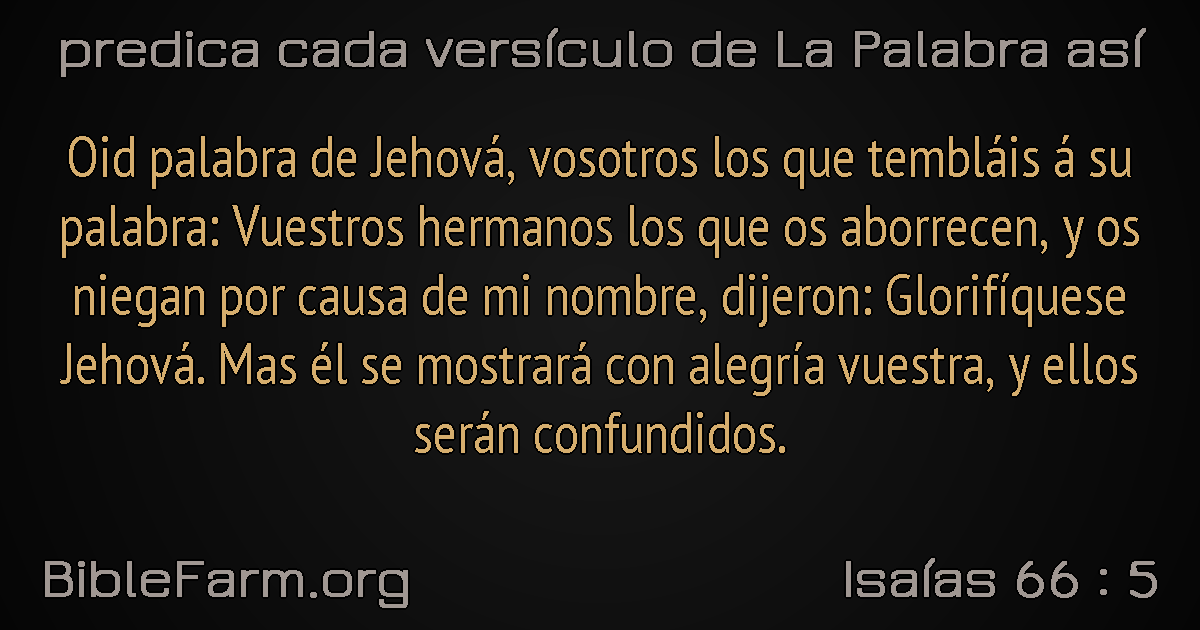 predica cada versículo de La Palabra así
Oid palabra de Jehová, vosotros los que tembláis á su
palabra: Vuestros hermanos los que os aborrecen, y os
niegan por causa de mi nombre, dijeron: Glorifíquese
Jehová. Mas él se mostrará con alegría vuestra, y ellos
serán confundidos.
BibleFarm.org
Isaías 66 : 5